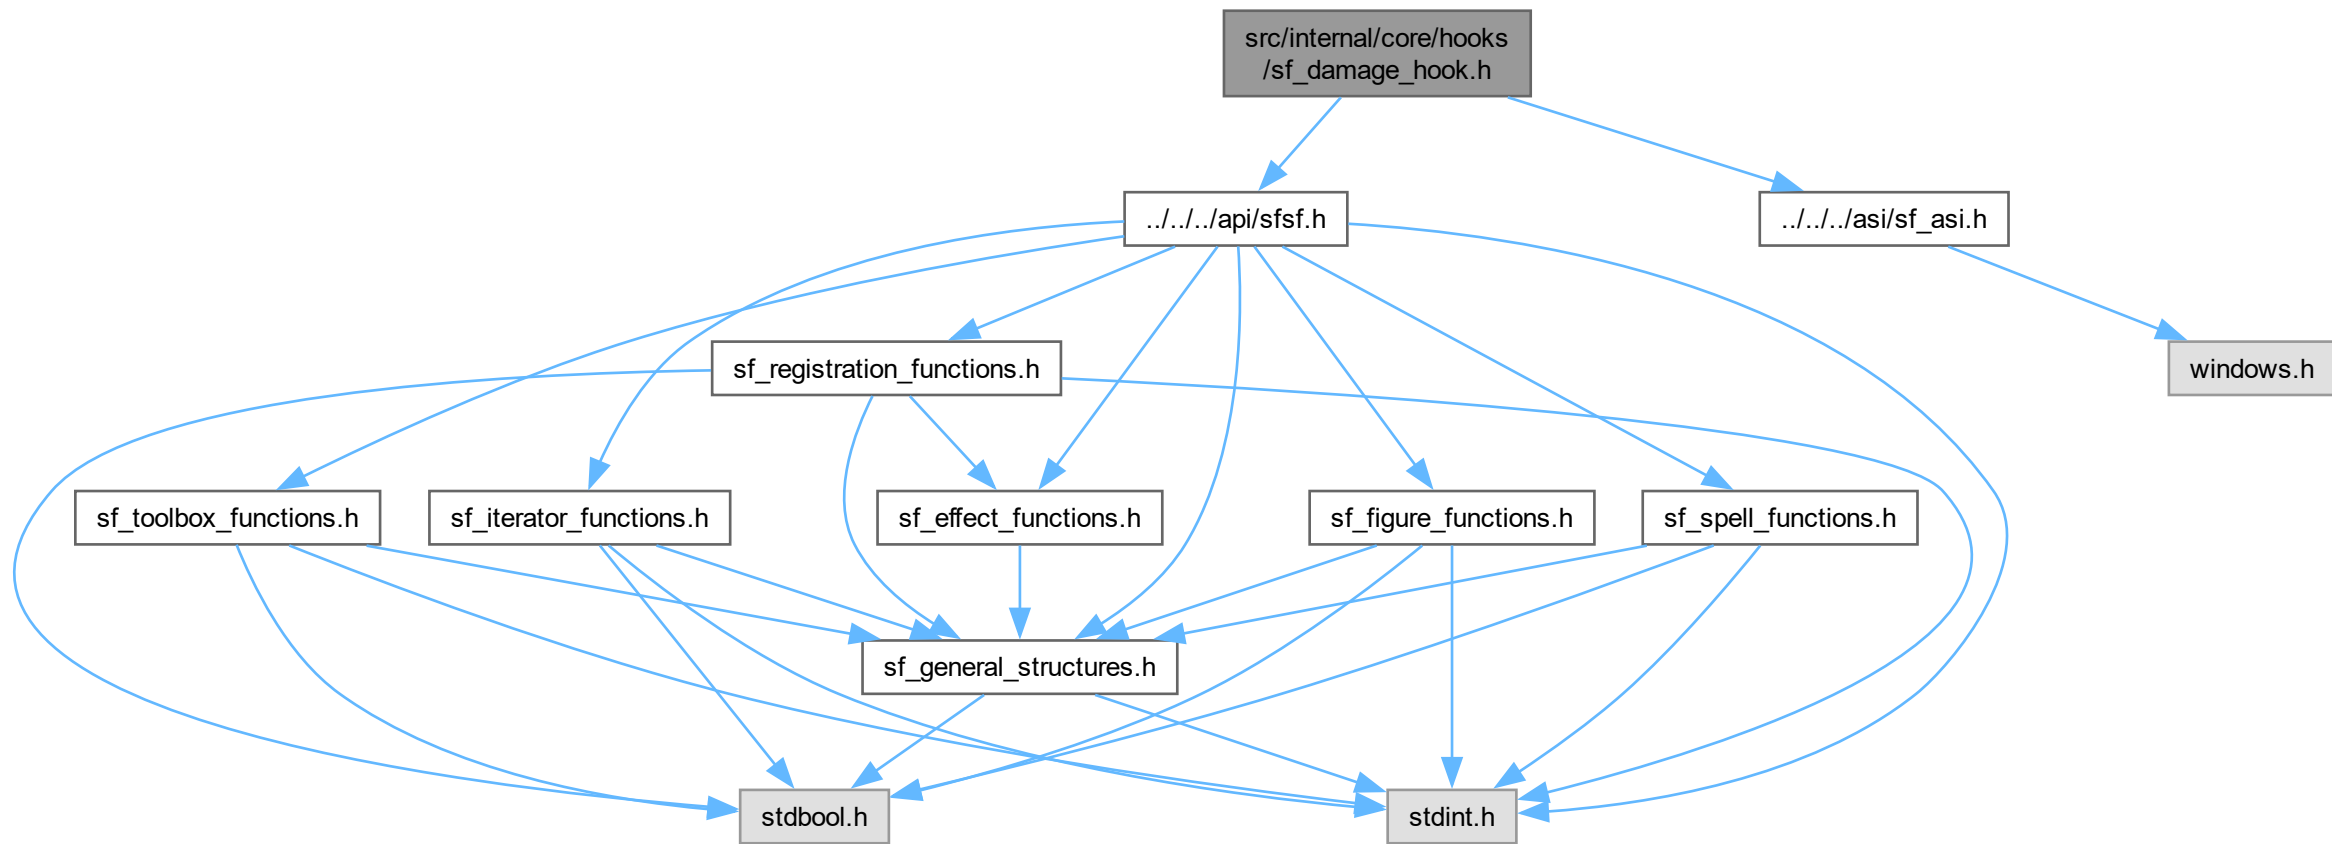 src/internal/core/hooks
/sf_damage_hook.h
../../../api/sfsf.h
../../../asi/sf_asi.h
sf_registration_functions.h
windows.h
sf_toolbox_functions.h
sf_iterator_functions.h
sf_effect_functions.h
sf_figure_functions.h
sf_spell_functions.h
sf_general_structures.h
stdbool.h
stdint.h